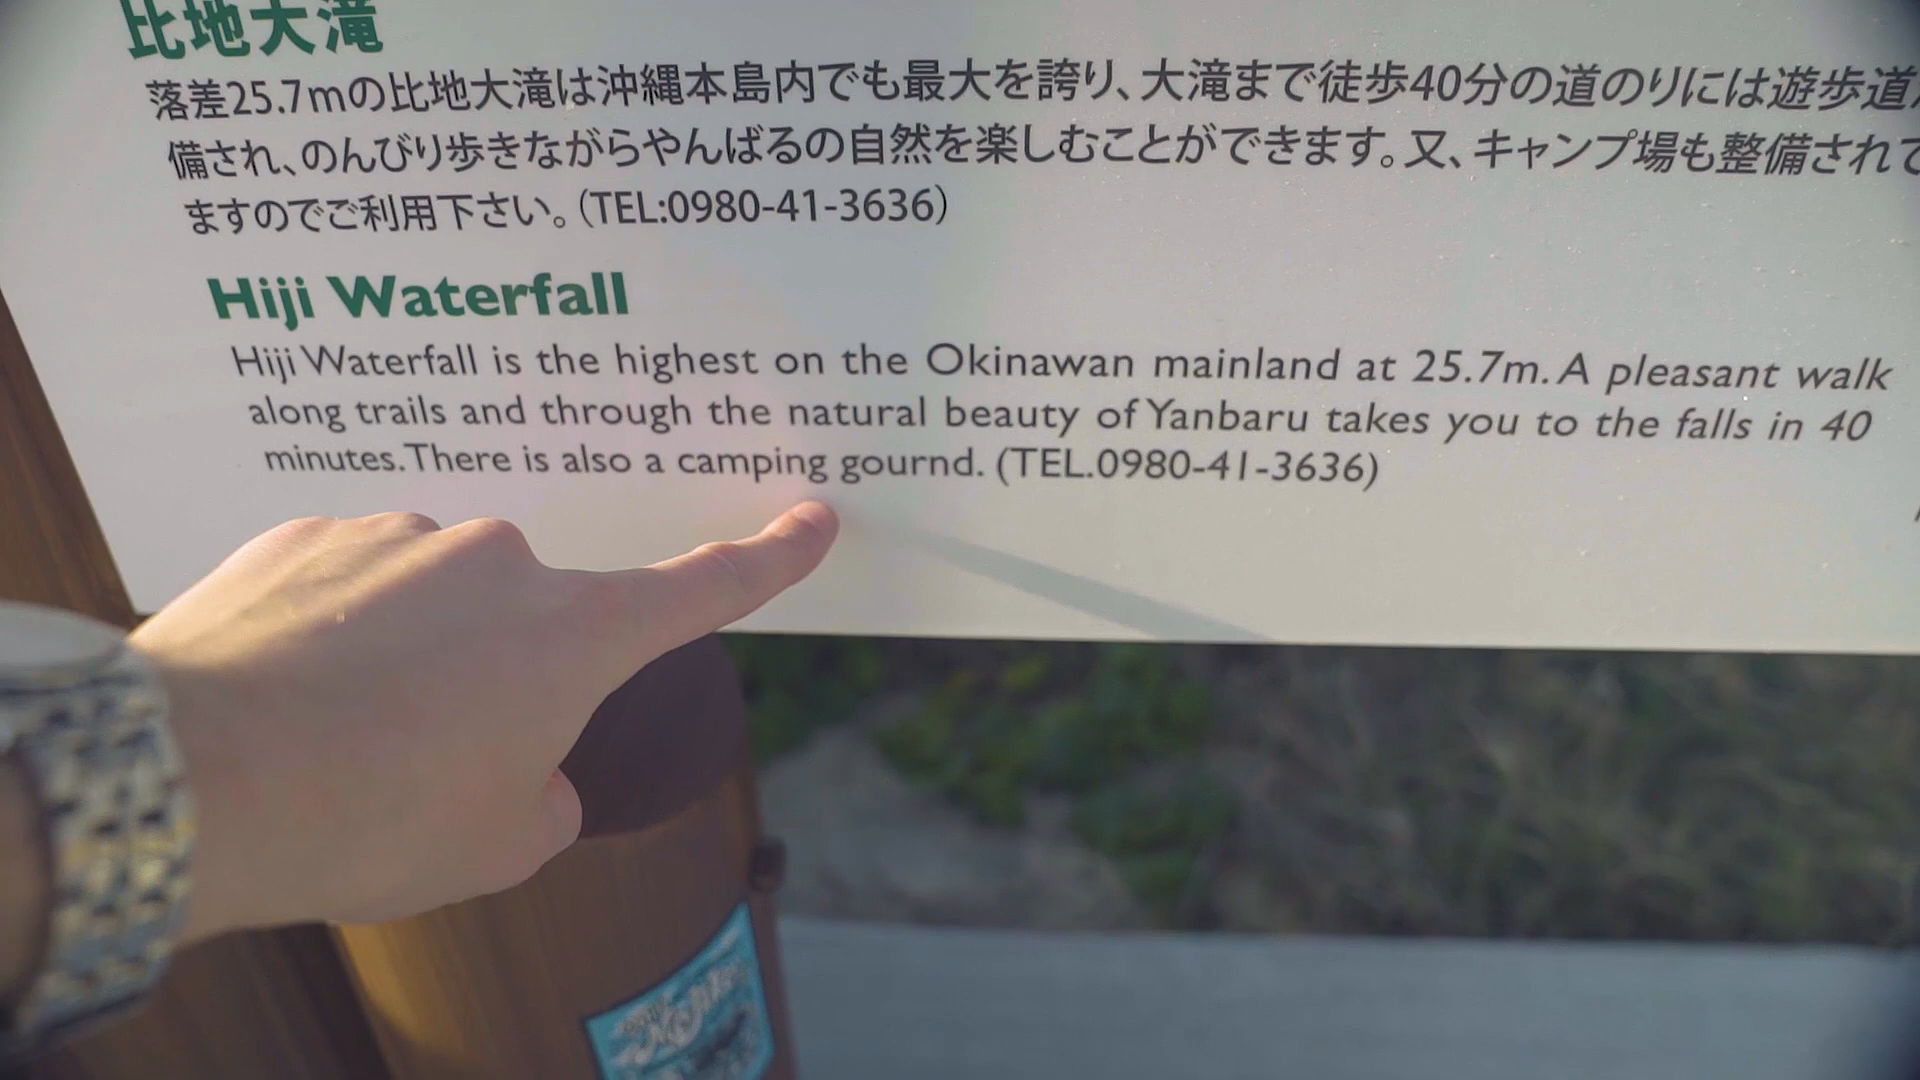 比地大滝
落差25.7mの比地大滝は沖縄本島内でも最大を誇り、大滝まで徒歩40分の道のりには遊歩道
備され、のんびり歩きながらやんばるの自然を楽しむことができます。又、キャンプ場も整備されて
ますのでご利用下さい。（TEL:0980-41-3636）
Hiji Waterfall
Hiji Waterfall is the highest on the Okinawan mainland at 25.7m. A pleasant walk
along trails and through the natural beauty of Yanbaru takes you to the falls in 40
minutes. There is also a camping gournd. (TEL.0980-41-3636)